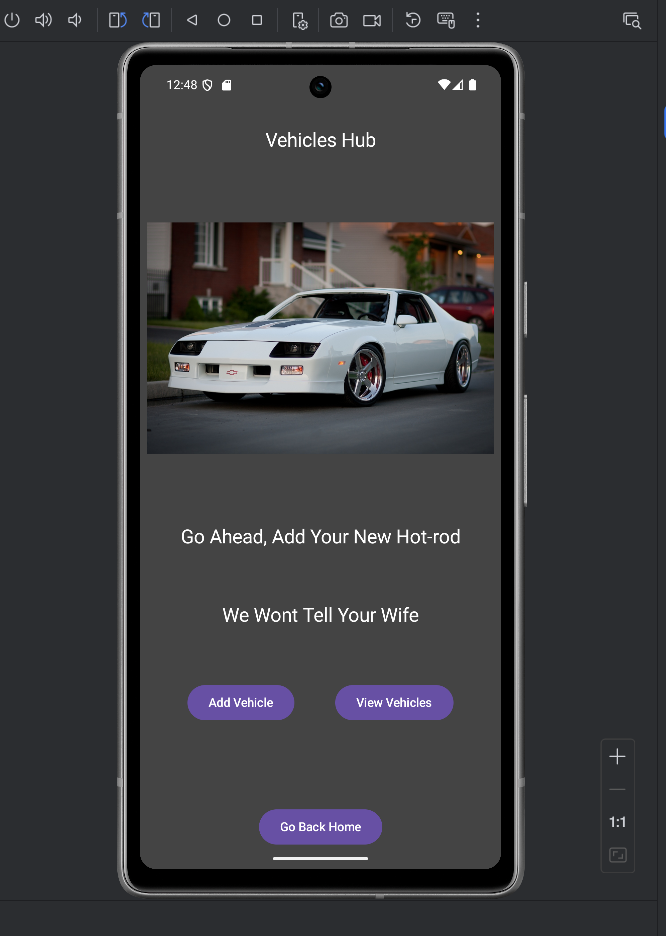 12:48
Vehicles Hub
Go Ahead, Add Your New Hot-rod
We Wont Tell Your Wife
Add Vehicle
View Vehicles
Go Back Home
1:1